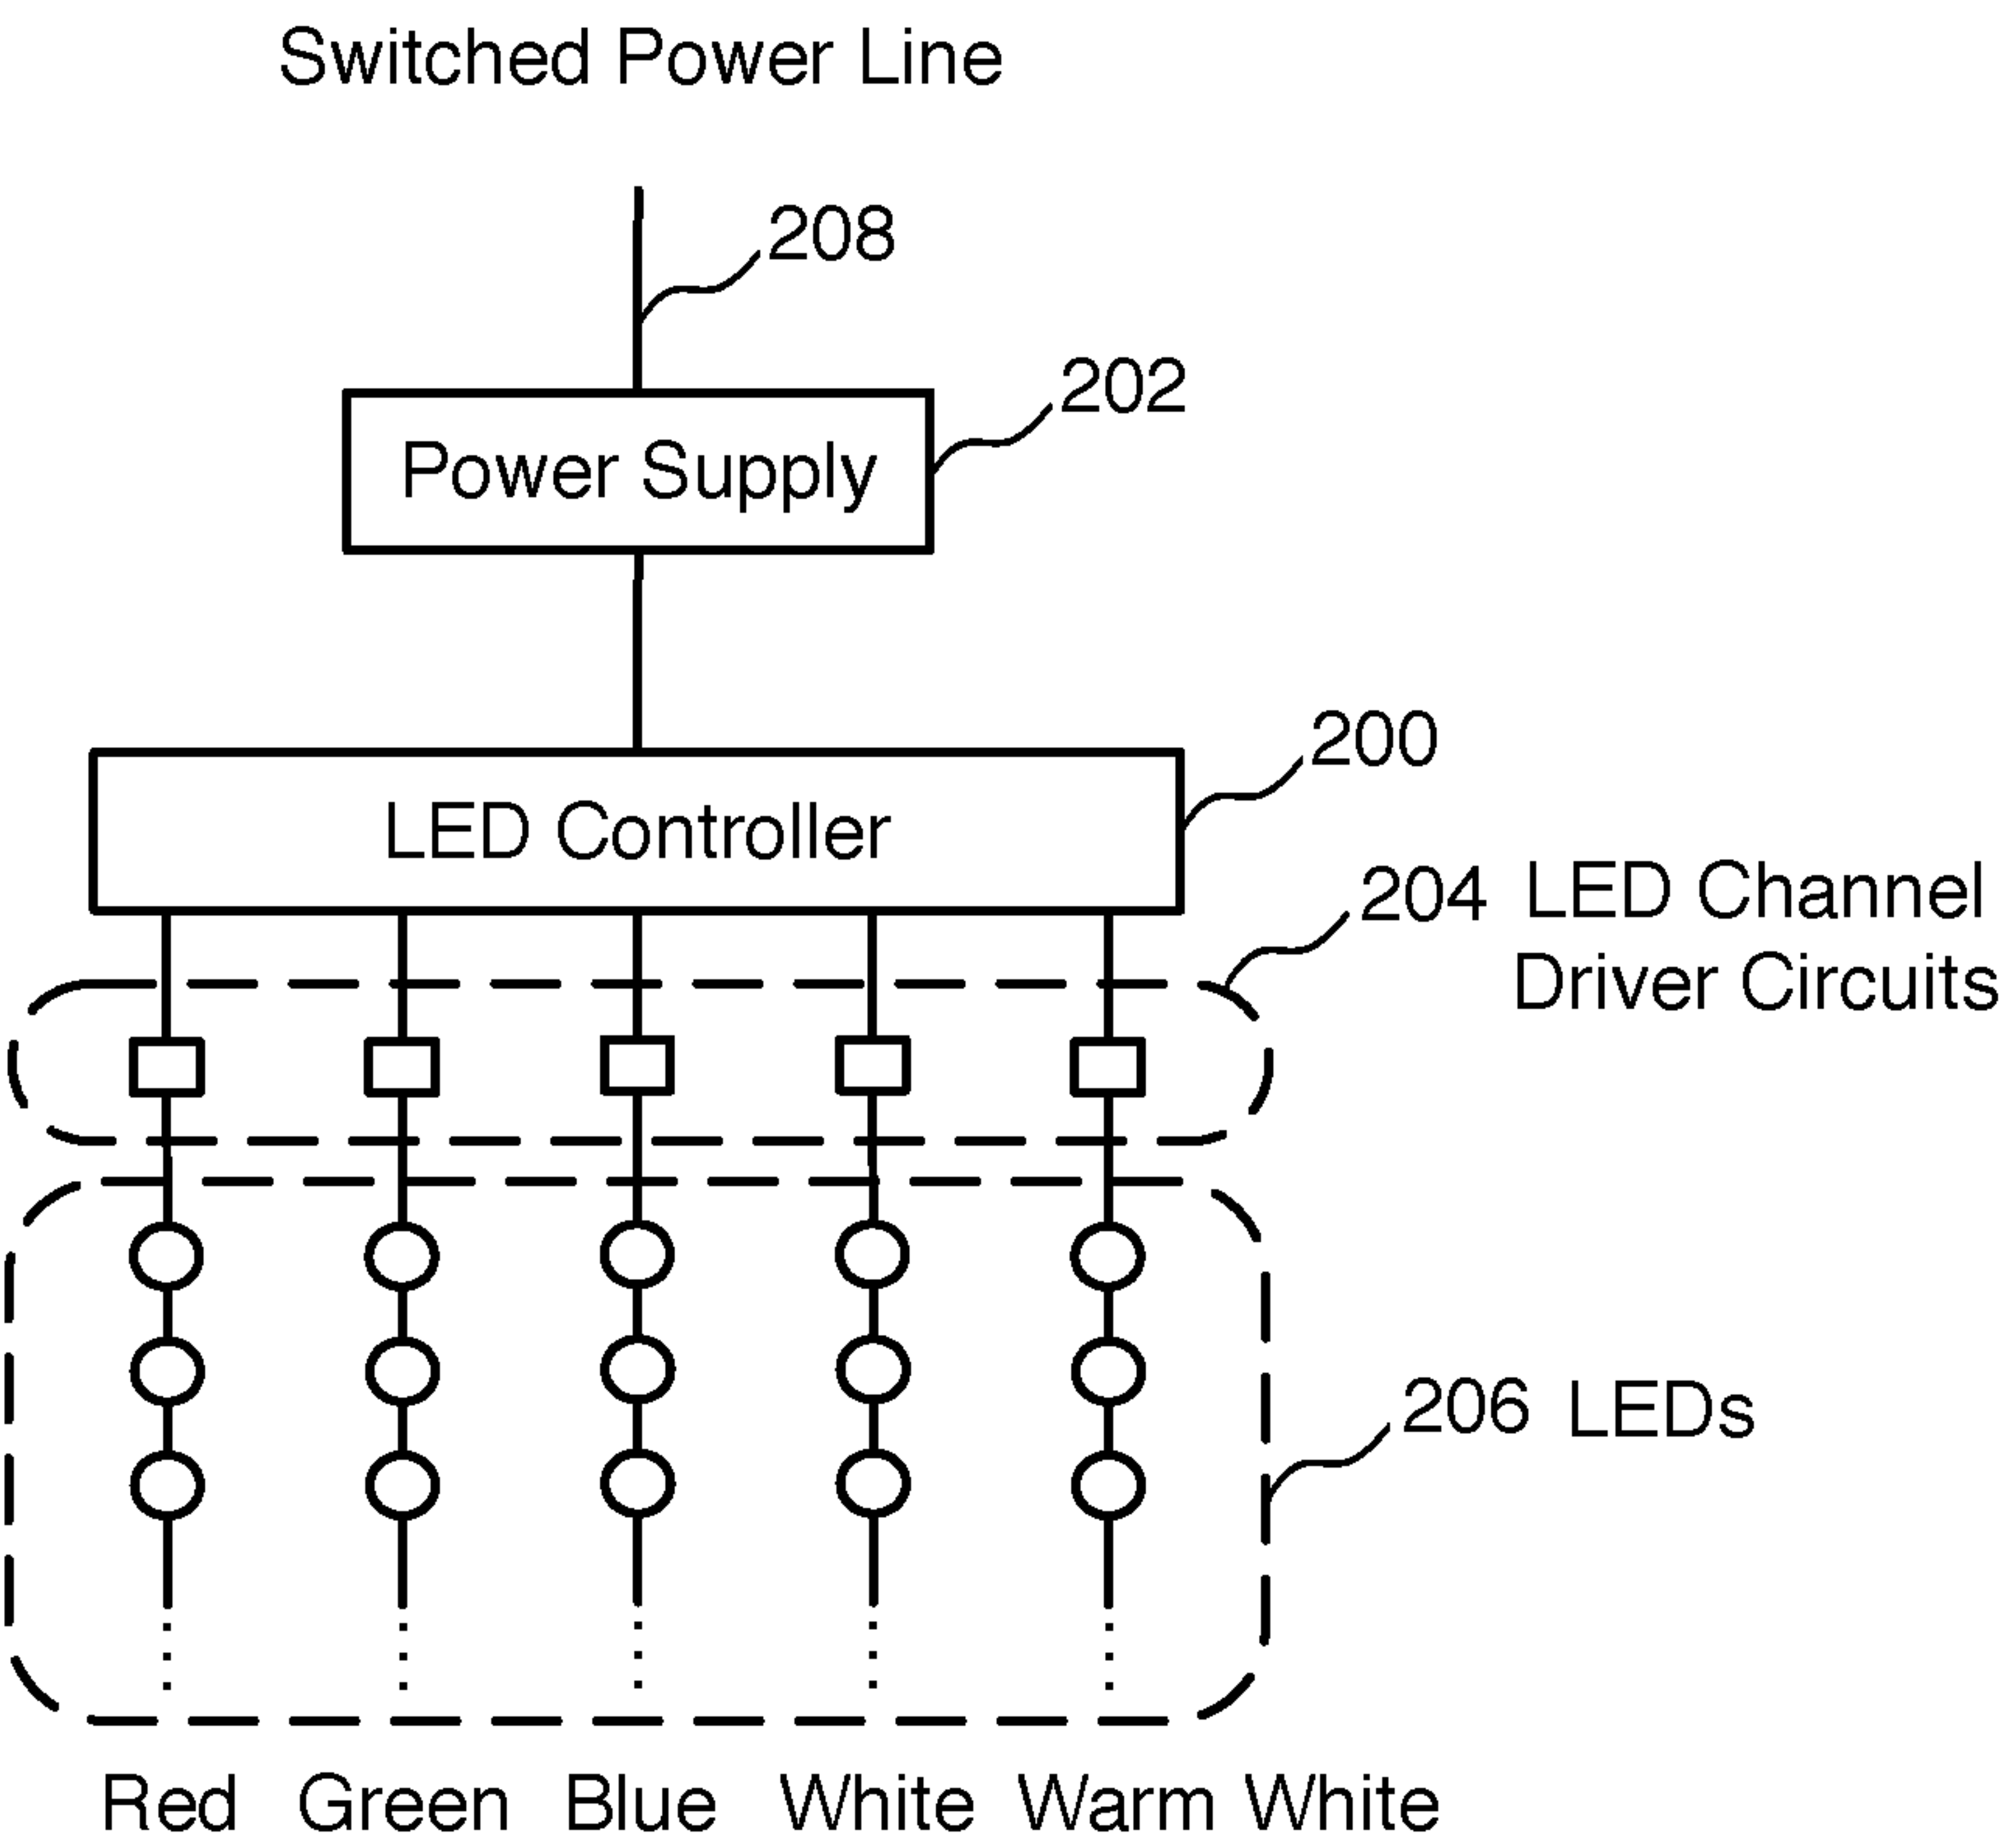 Switched Power Line
208
202
Power Supply
200
LED Controller
204 LED Channel
Driver Circuits
206 LEDs
Red Green Blue White Warm White